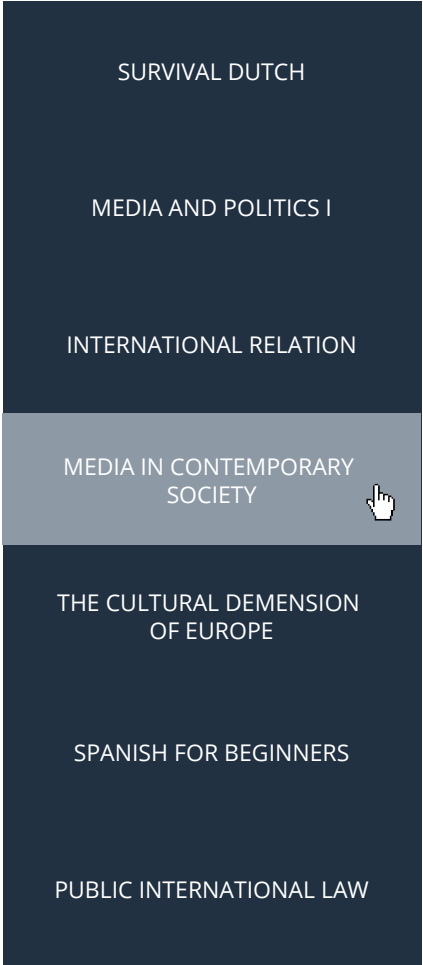 SURVIVAL DUTCH
MEDIA AND POLITICS I
INTERNATIONAL RELATION
MEDIA IN CONTEMPORARY
SOCIETY
THE CULTURAL DEMENSION
OF EUROPE
SPANISH FOR BEGINNERS
PUBLIC INTERNATIONAL LAW